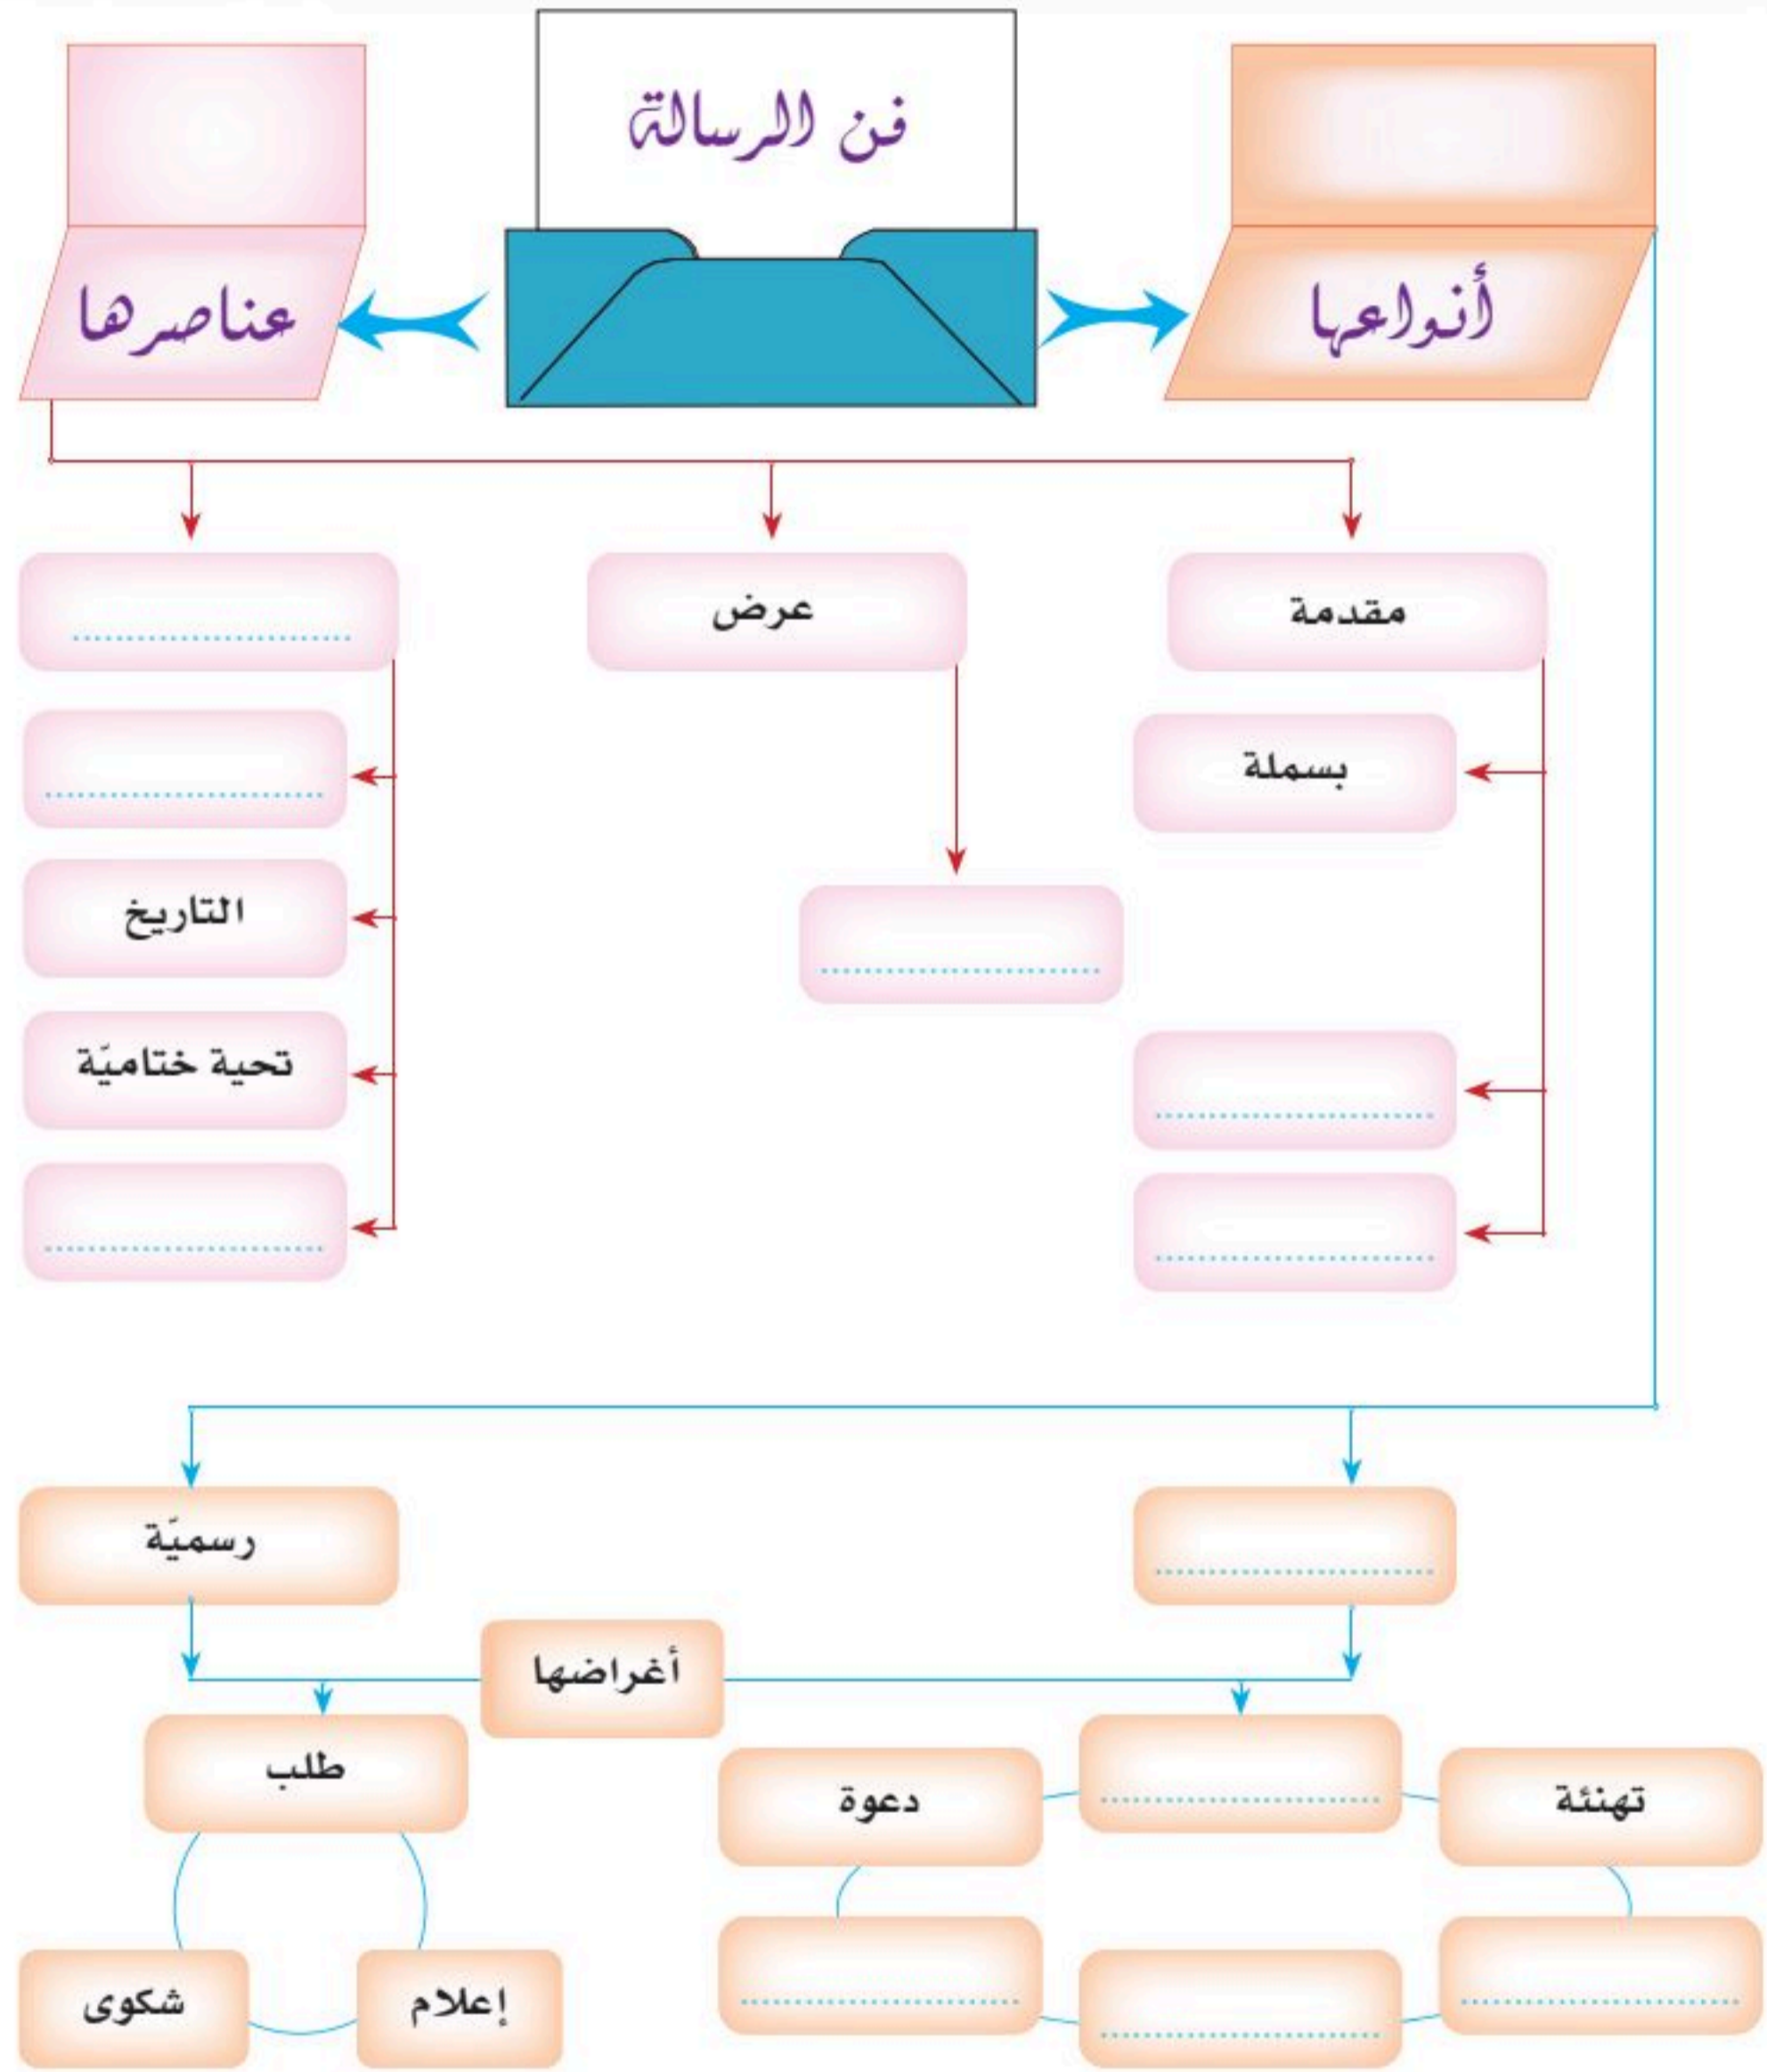 فن الرسالة
أنواعها
عناصرها
مقدمة
عرض
بسملة
التاريخ
تحية ختاميّة
رسميّة
أغراضها
طلب
تهنئة
دعوة
إعلام
شكوى